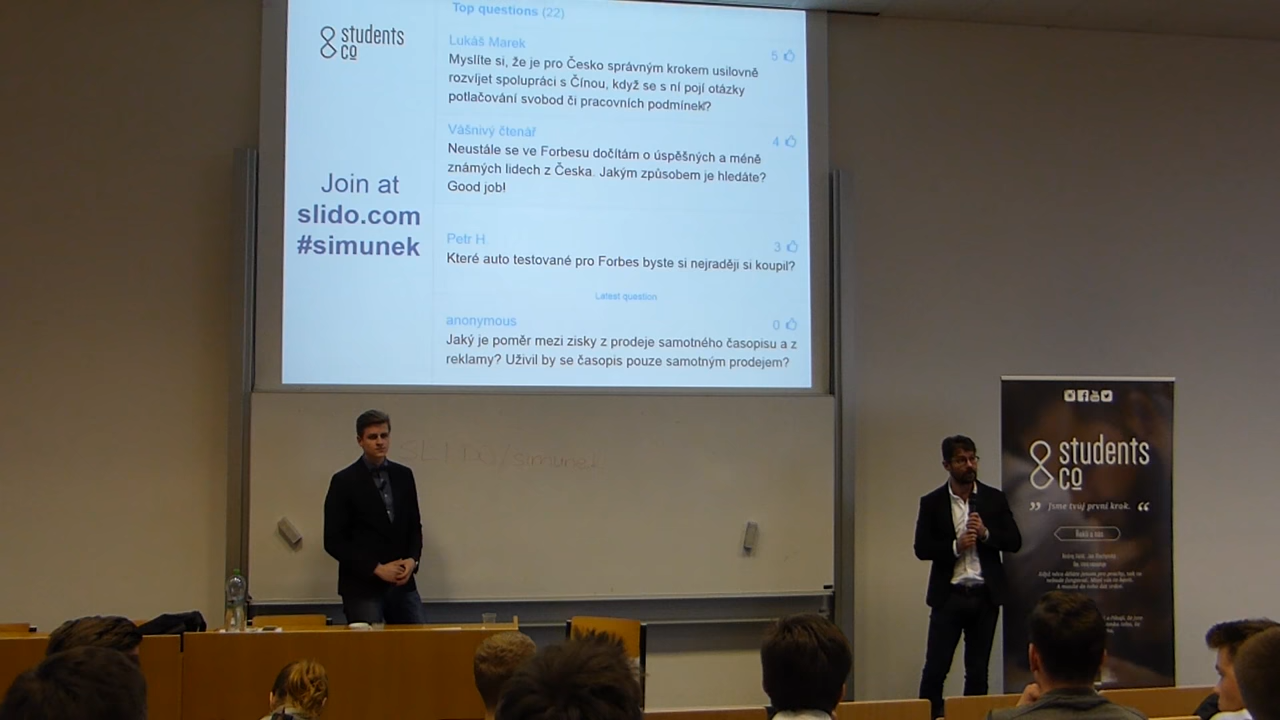 Top questions (22)
students
co
Join at
slido.com
#simunek
Lukáš Marek
5
Myslíte si, že je pro Česko správným krokem usilovně
rozvíjet spolupráci s Čínou, když se s ní pojí otázky
potlačování svobod či pracovních podmínek?
Vášnivý čtenář
4
Neustále se ve Forbesu dočítám o úspěšných a méně
známých lidech z Česka. Jakým způsobem je hledáte?
Good job!
Petr H.
3
Které auto testované pro Forbes byste si nejraději si koupil?
Latest question
anonymous
0
Jaký je poměr mezi zisky z prodeje samotného časopisu a z
reklamy? Uživil by se časopis pouze samotným prodejem?
SLIDO/simunek
students
co
Jsme tvůj první krok.
Řekli o nás